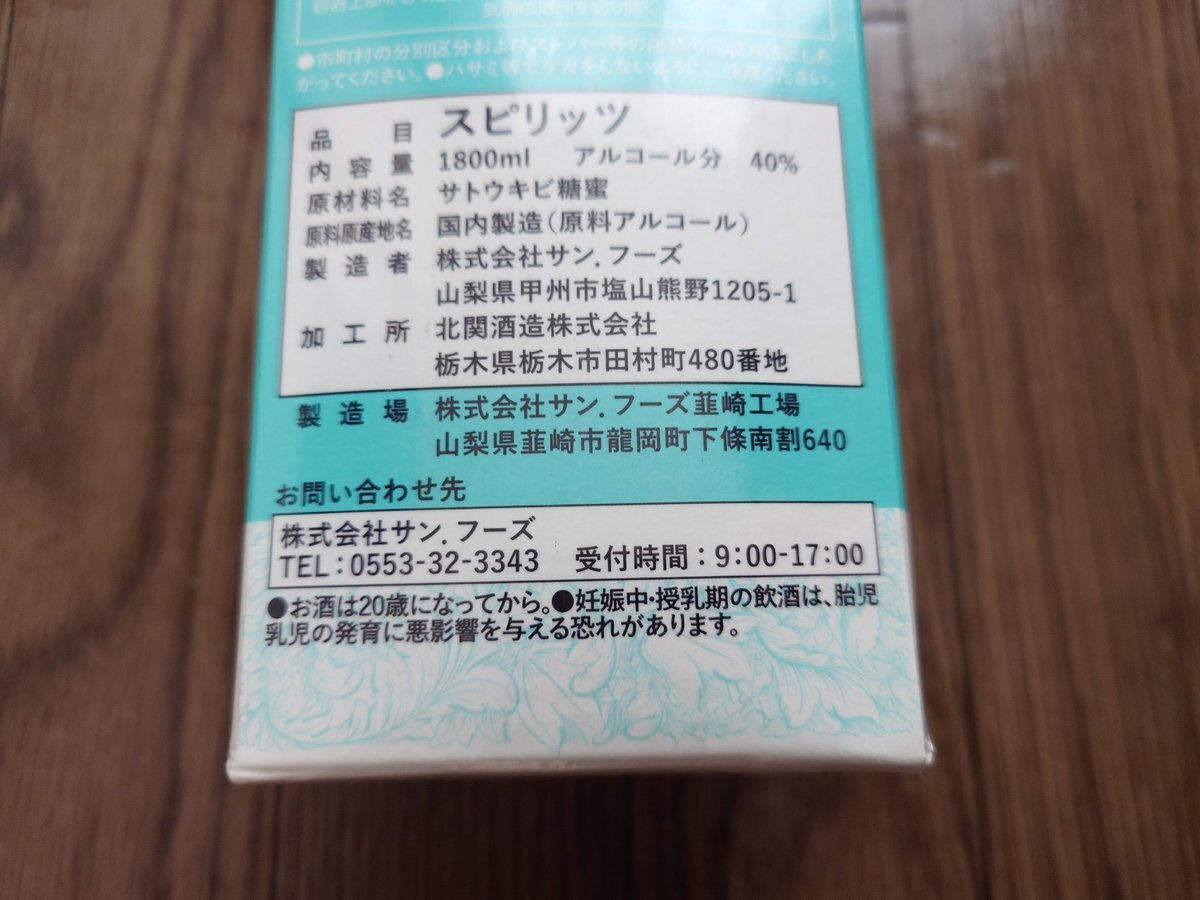 ●市町村の分別区分およびスーパー等の店頭の回収方法にした
がってください。●ハサミ等でケガをしないようにご注意ください。
品目 スピリッツ
内容量 1800ml アルコール分 40%
原材料名 サトウキビ糖蜜
原料原産地名 国内製造(原料アルコール)
製造者 株式会社サン.フーズ
山梨県甲州市塩山熊野1205-1
加工所 北関酒造株式会社
栃木県栃木市田村町480番地
製造場 株式会社サン.フーズ韮崎工場
山梨県韮崎市龍岡町下條南割640
お問い合わせ先
株式会社サン.フーズ
TEL:0553-32-3343 受付時間:9:00-17:00
●お酒は20歳になってから。●妊娠中・授乳期の飲酒は、胎児
乳児の発育に悪影響を与える恐れがあります。